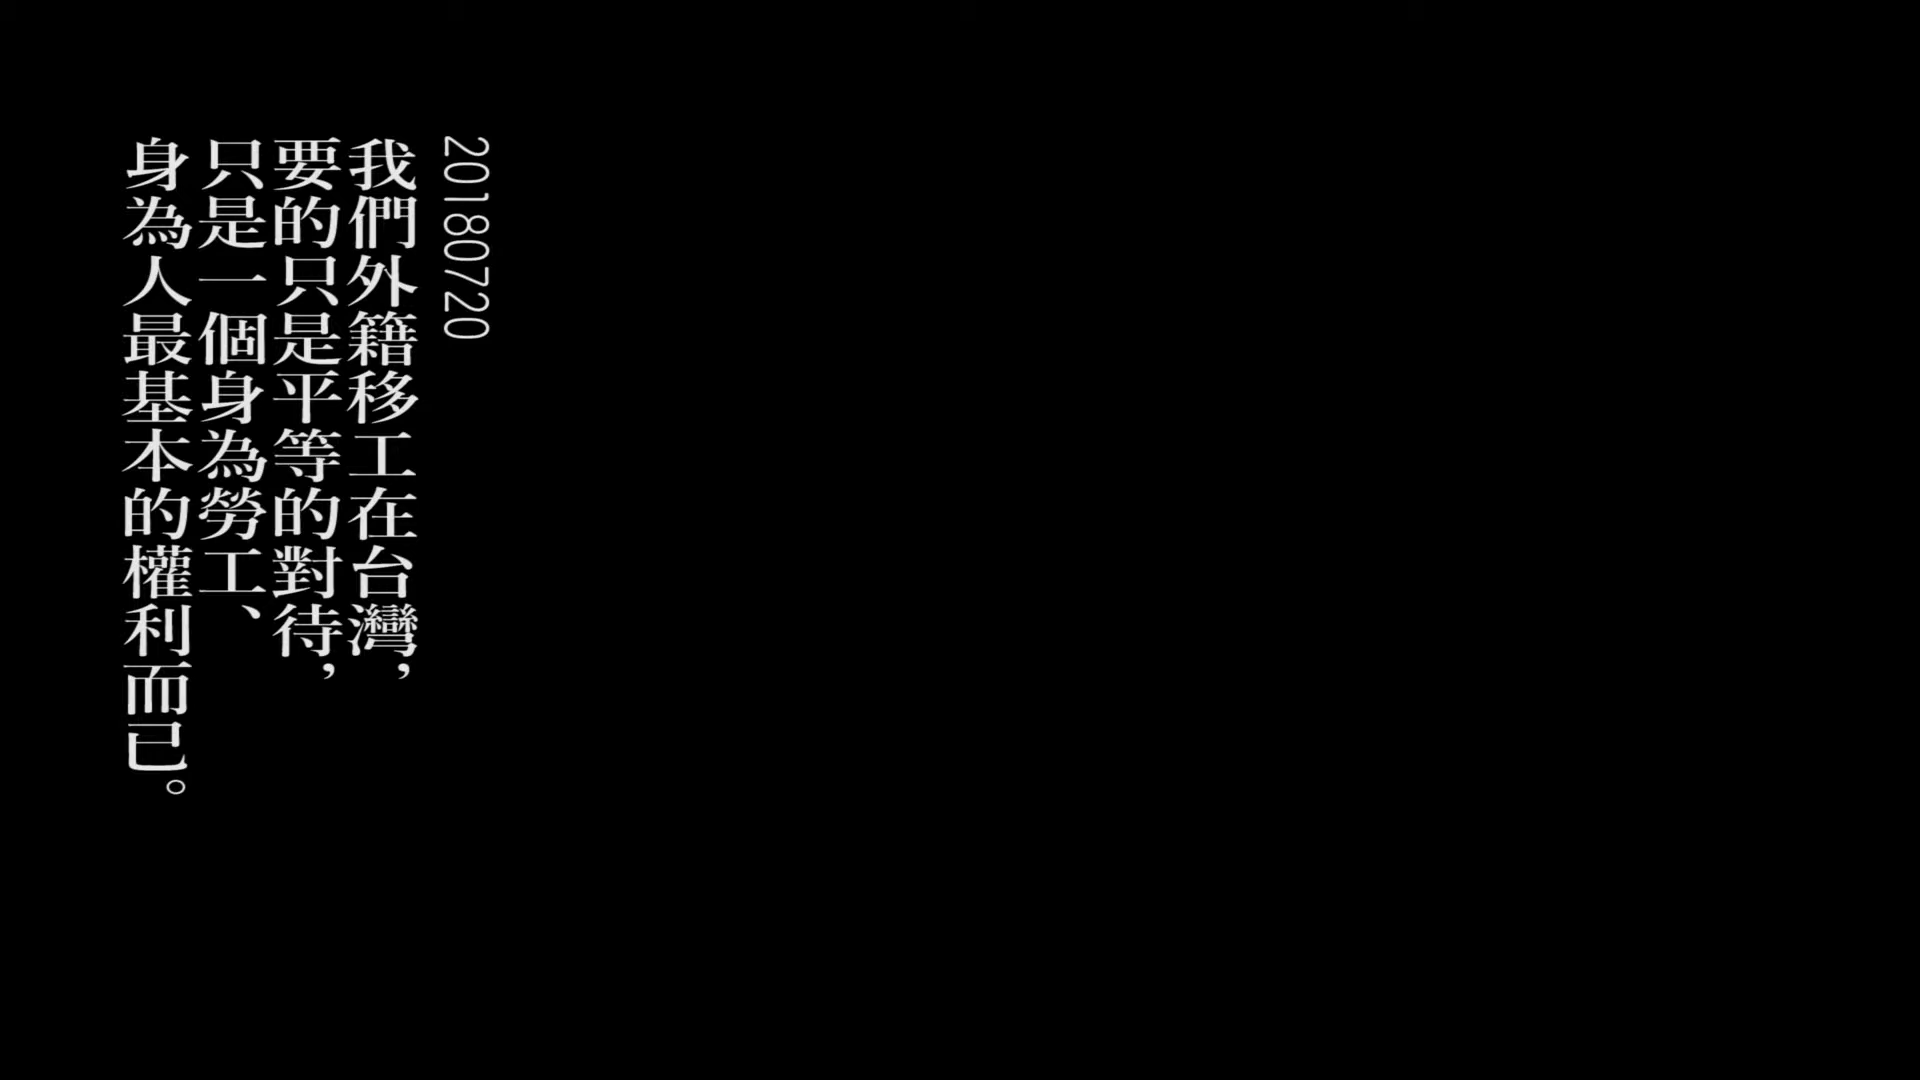 20180720
我們外籍移工在台灣，
要的只是平等的對待，
只是一個身為勞工、
身為人最基本的權利而已。